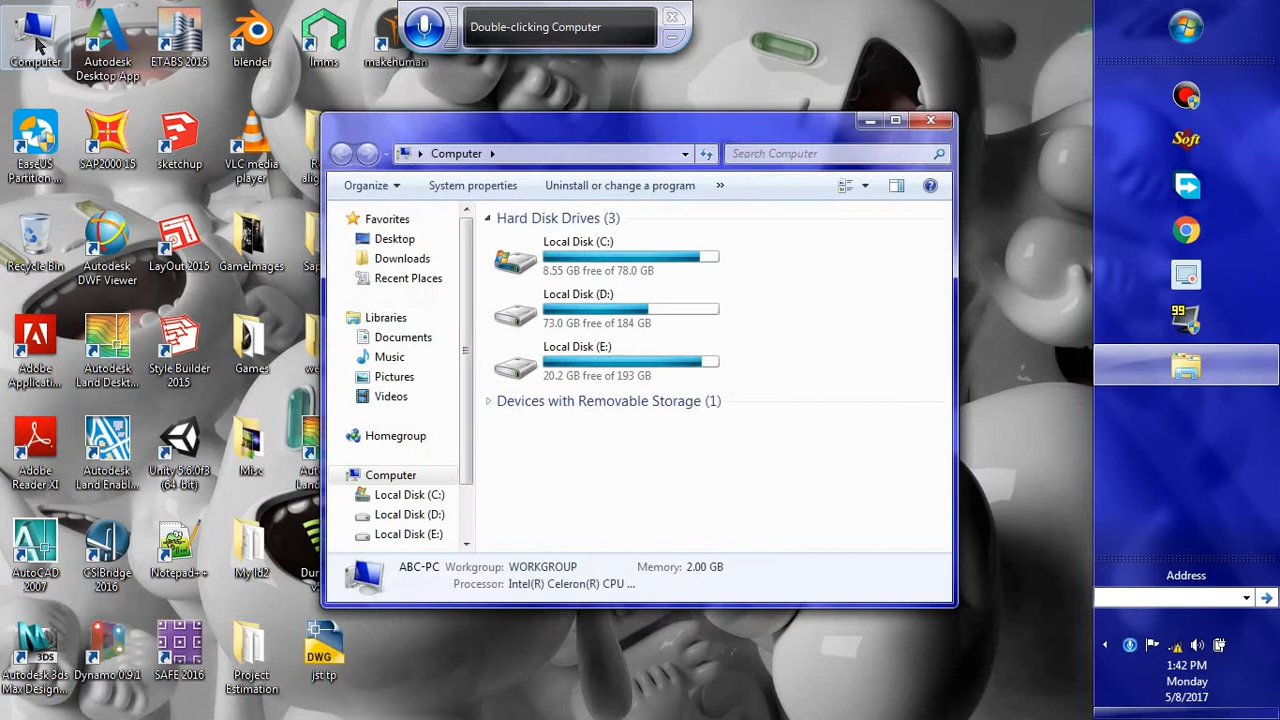 Double-clicking Computer
Computer
Autodesk
Desktop App
ETABS 2015
blender
lmms
makehuman
EaseUS
Partition ...
SAP2000 15
sketchup
VLC media
player
Recycle Bin
Autodesk
DWF Viewer
LayOut 2015
GameImages
Adobe
Applicati...
Autodesk
Land Deskt...
Style Builder
2015
Games
Adobe
Reader XI
Autodesk
Land Enabl...
Unity 5.6.0f3
(64-bit)
Misc
AutoCAD
2007
CSiBridge
2016
Notepad++
My Id2
3DS
Autodesk 3ds
Max Design...
Dynamo 0.9.1
SAFE 2016
Project
Estimation
DWG
jst tp
Computer
Search Computer
Organize
System properties
Uninstall or change a program
»
Favorites
Desktop
Downloads
Recent Places
Libraries
Documents
Music
Pictures
Videos
Homegroup
Computer
Local Disk (C:)
Local Disk (D:)
Local Disk (E:)
Hard Disk Drives (3)
Local Disk (C:)
8.55 GB free of 78.0 GB
Local Disk (D:)
73.0 GB free of 184 GB
Local Disk (E:)
20.2 GB free of 193 GB
Devices with Removable Storage (1)
ABC-PC Workgroup: WORKGROUP Memory: 2.00 GB
Processor: Intel(R) Celeron(R) CPU ...
Soft
99
Address
1:42 PM
Monday
5/8/2017